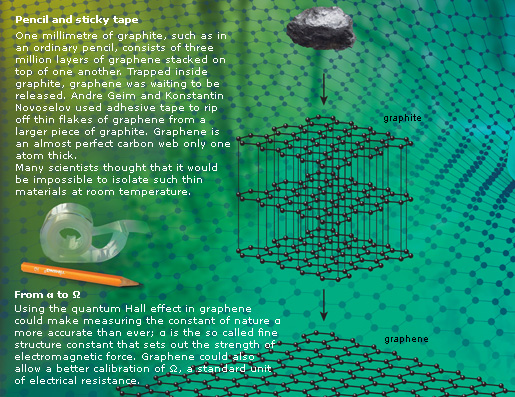 Pencil and sticky tape
One millimetre of graphite, such as in
an ordinary pencil, consists of three
million layers of graphene stacked on
top of one another. Trapped inside
graphite, graphene was waiting to be
released. Andre Geim and Konstantin
Novoselov used adhesive tape to rip
off thin flakes of graphene from a
larger piece of graphite. Graphene is
an almost perfect carbon web only one
atom thick.
Many scientists thought that it would
be impossible to isolate such thin
materials at room temperature.
graphite
From α to Ω
Using the quantum Hall effect in graphene
could make measuring the constant of nature α
more accurate than ever; α is the so called fine
structure constant that sets out the strength of
electromagnetic force. Graphene could also
allow a better calibration of Ω, a standard unit
of electrical resistance.
graphene